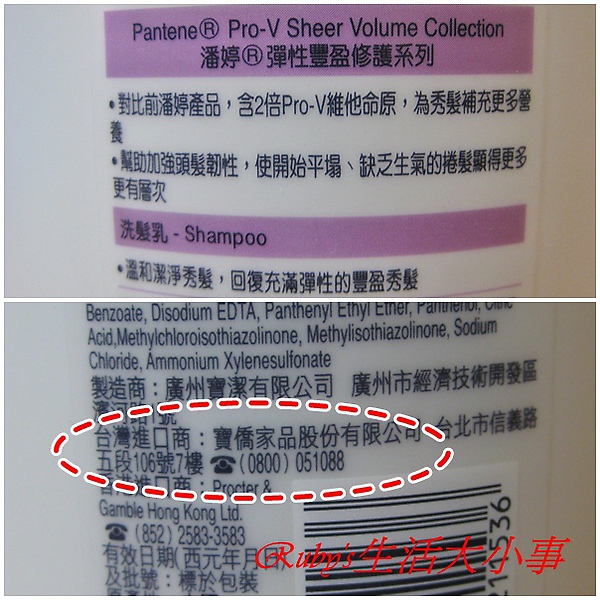 Pantene® Pro-V Sheer Volume Collection
潘婷®彈性豐盈修護系列
•對比前潘婷產品，含2倍Pro-V維他命原，為秀髮補充更多營
養
•幫助加強頭髮韌性，使開始平塌、缺乏生氣的捲髮顯得更多
更有層次
洗髮乳 - Shampoo
•溫和潔淨秀髮，回復充滿彈性的豐盈秀髮
Benzoate, Disodium EDTA, Panthenyl Ethyl Ether, Panthenol, Citric
Acid,Methylchloroisothiazolinone, Methylisothiazolinone, Sodium
Chloride, Ammonium Xylenesulfonate
製造商：廣州寶潔有限公司 廣州市經濟技術開發區
路1號
台灣進口商：寶僑家品股份有限公司 台北市信義路
五段106號7樓 ☎(0800) 051088
香港進口商：Procter &
Gamble Hong Kong Ltd.
☎ (852) 2583-3583
有效日期(西元年月
及批號：標於包裝
21536
Ruby's生活大小事